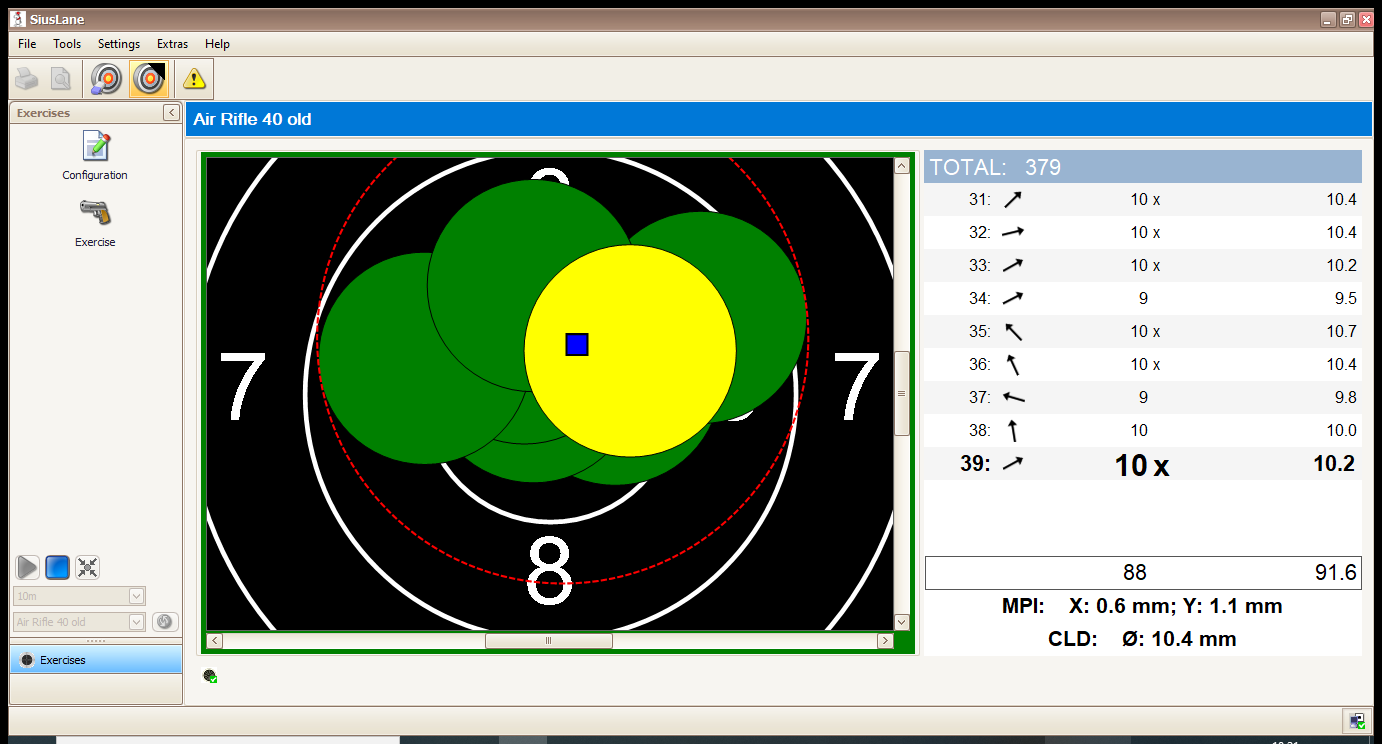 SiusLane
File Tools Settings Extras Help
Exercises
Air Rifle 40 old
Configuration
Exercise
10m
Air Rifle 40 old
Exercises
7 7
8
TOTAL: 379
31: 10 x 10.4
32: 10 x 10.4
33: 10 x 10.2
34: 9 9.5
35: 10 x 10.7
36: 10 x 10.4
37: 9 9.8
38: 10 10.0
39: 10 x 10.2
88 91.6
MPI: X: 0.6 mm; Y: 1.1 mm
CLD: Ø: 10.4 mm